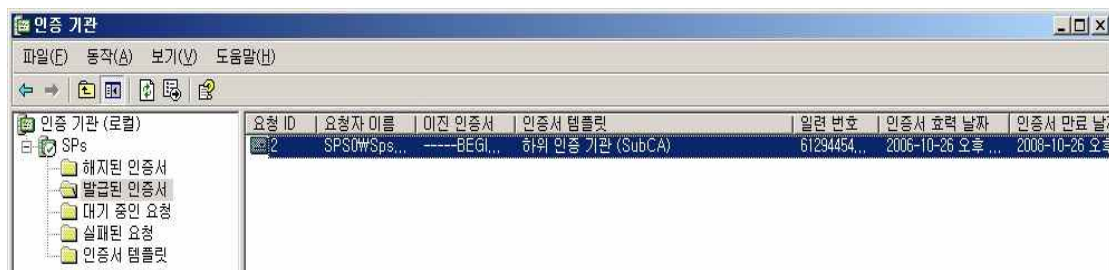 인증 기관
파일(F) 동작(A) 보기(V) 도움말(H)
인증 기관 (로컬)
SPs
해지된 인증서
발급된 인증서
대기 중인 요청
실패된 요청
인증서 템플릿
요청 ID 요청자 이름 이진 인증서 인증서 템플릿 일련 번호 인증서 효력 날짜 인증서 만료 날
2 SPS0₩Sps... -----BEGI... 하위 인증 기관 (SubCA) 61294454... 2006-10-26 오후 ... 2008-10-26 오후